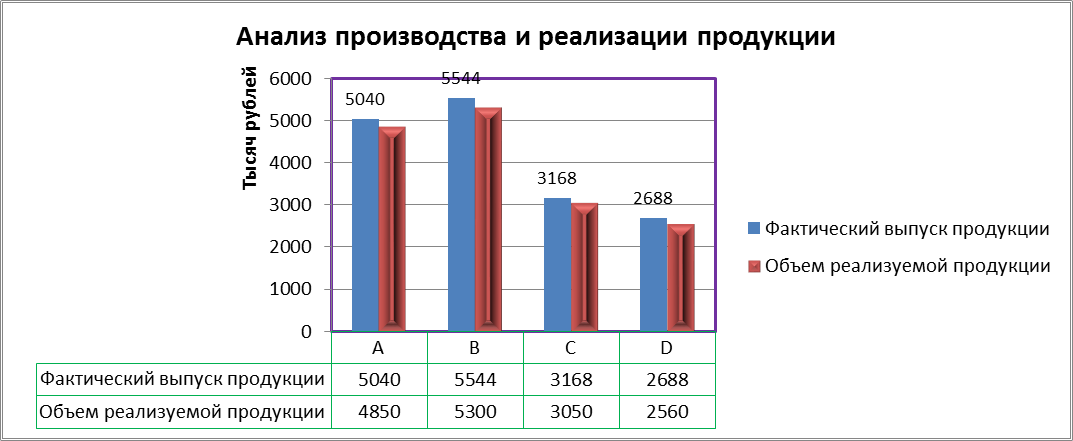 Анализ производства и реализации продукции
Тысяч рублей
6000
5000
4000
3000
2000
1000
0
5040
5544
3168
2688
Фактический выпуск продукции
Объем реализуемой продукции
A B C D
Фактический выпуск продукции 5040 5544 3168 2688
Объем реализуемой продукции 4850 5300 3050 2560